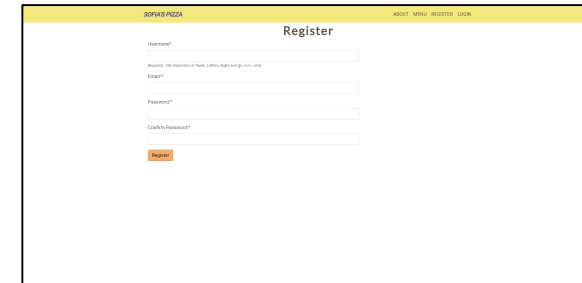 SOFIA'S PIZZA
ABOUT MENU REGISTER LOGIN
Register
Username*
Required. 150 characters or fewer. Letters, digits and @/./+/-/_ only.
Email:*
Password:*
Confirm Password:*
Register